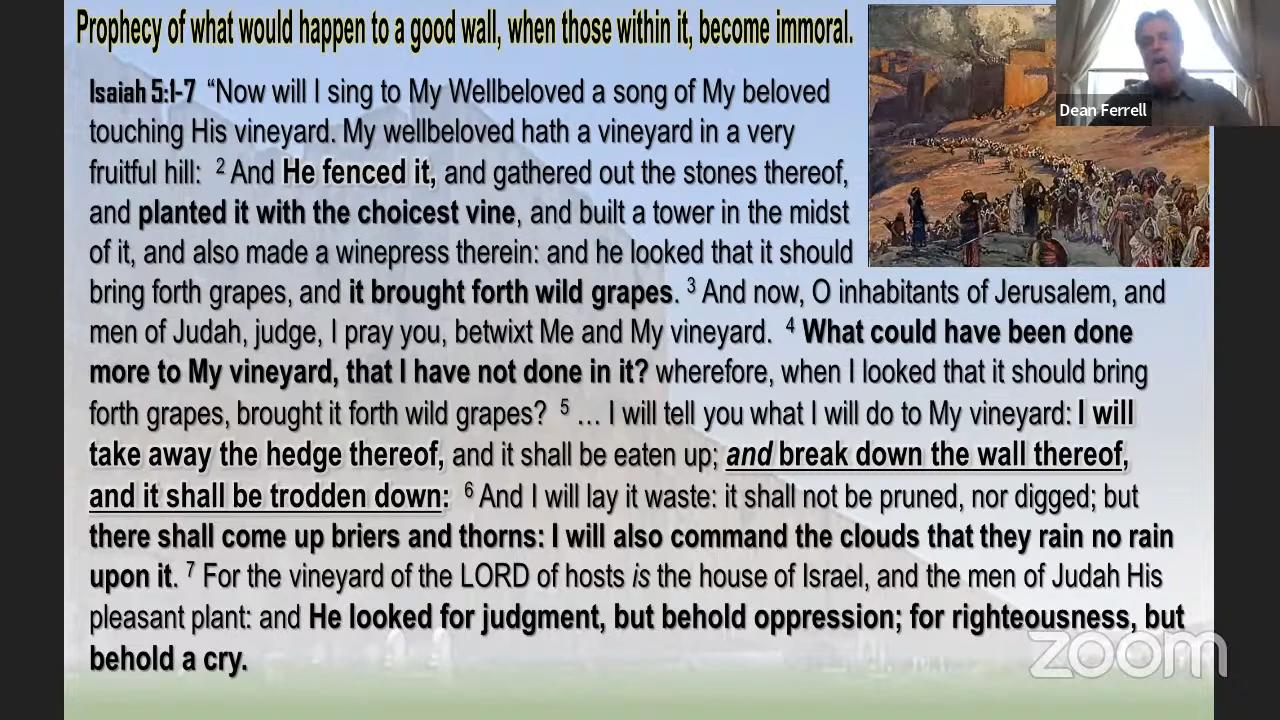 Prophecy of what would happen to a good wall, when those within it, become immoral.
Dean Ferrell
Isaiah 5:1-7 “Now will I sing to My Wellbeloved a song of My beloved
touching His vineyard. My wellbeloved hath a vineyard in a very
fruitful hill: 2 And He fenced it, and gathered out the stones thereof,
and planted it with the choicest vine, and built a tower in the midst
of it, and also made a winepress therein: and he looked that it should
bring forth grapes, and it brought forth wild grapes. 3 And now, O inhabitants of Jerusalem, and
men of Judah, judge, I pray you, betwixt Me and My vineyard. 4 What could have been done
more to My vineyard, that I have not done in it? wherefore, when I looked that it should bring
forth grapes, brought it forth wild grapes? 5 … I will tell you what I will do to My vineyard: I will
take away the hedge thereof, and it shall be eaten up; and break down the wall thereof,
and it shall be trodden down: 6 And I will lay it waste: it shall not be pruned, nor digged; but
there shall come up briers and thorns: I will also command the clouds that they rain no rain
upon it. 7 For the vineyard of the LORD of hosts is the house of Israel, and the men of Judah His
pleasant plant: and He looked for judgment, but behold oppression; for righteousness, but
behold a cry.
zoom